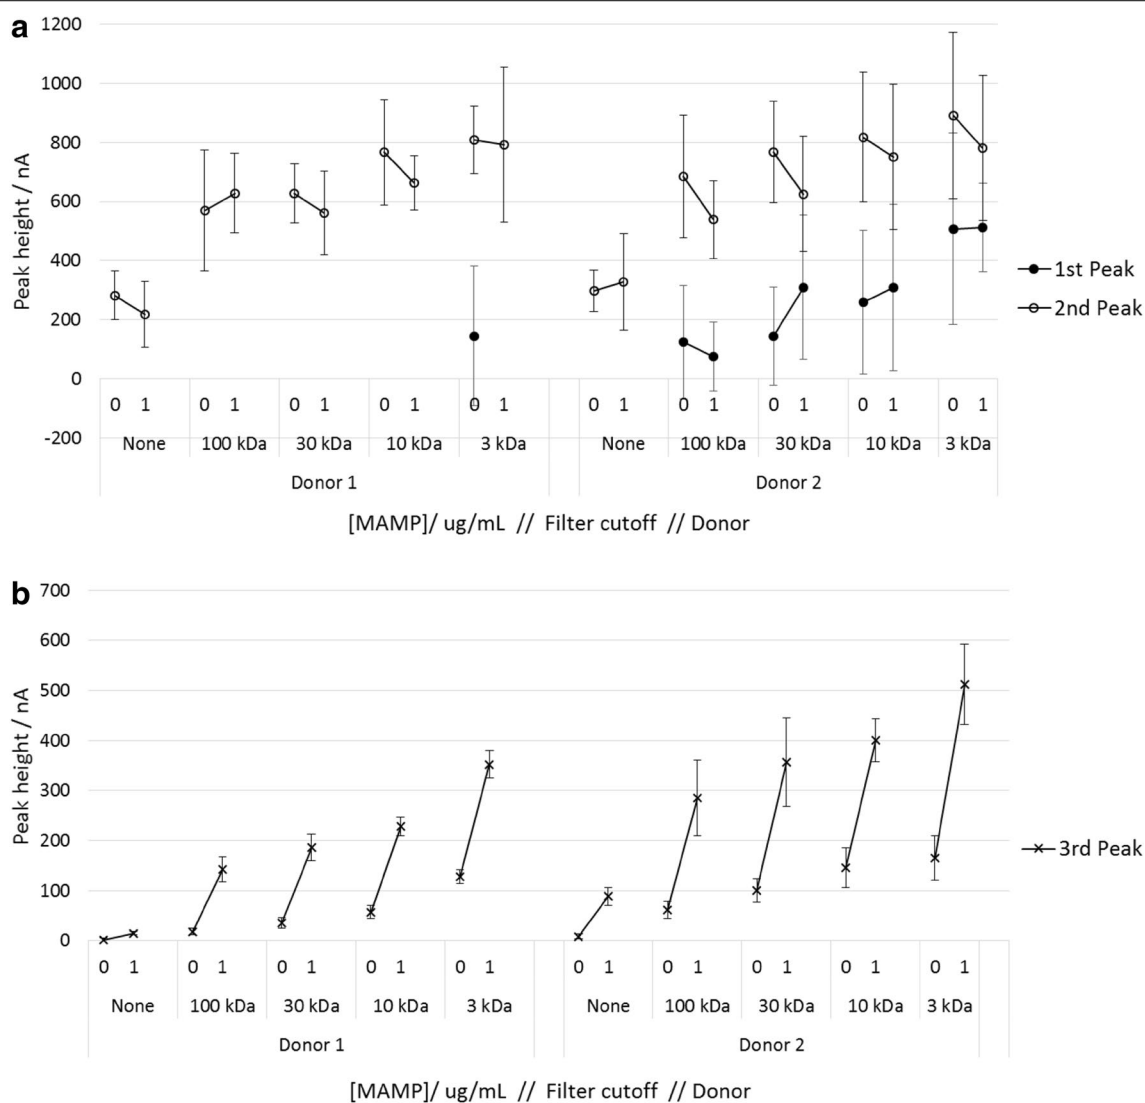 a
1200
1000
800
600
400
200
0
-200
Peak height / nA
0 1 0 1 0 1 0 1 0 1 0 1 0 1 0 1 0 1 0 1
None 100 kDa 30 kDa 10 kDa 3 kDa None 100 kDa 30 kDa 10 kDa 3 kDa
Donor 1 Donor 2
[MAMP]/ ug/mL // Filter cutoff // Donor
1st Peak
2nd Peak
b
700
600
500
400
300
200
100
0
Peak height / nA
0 1 0 1 0 1 0 1 0 1 0 1 0 1 0 1 0 1 0 1
None 100 kDa 30 kDa 10 kDa 3 kDa None 100 kDa 30 kDa 10 kDa 3 kDa
Donor 1 Donor 2
[MAMP]/ ug/mL // Filter cutoff // Donor
3rd Peak